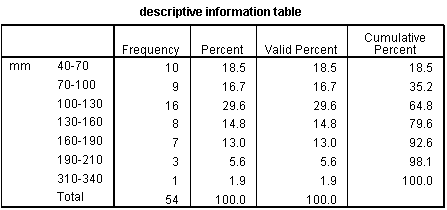 descriptive information table
Frequency Percent Valid Percent Cumulative Percent
mm 40-70 10 18.5 18.5 18.5
70-100 9 16.7 16.7 35.2
100-130 16 29.6 29.6 64.8
130-160 8 14.8 14.8 79.6
160-190 7 13.0 13.0 92.6
190-210 3 5.6 5.6 98.1
310-340 1 1.9 1.9 100.0
Total 54 100.0 100.0